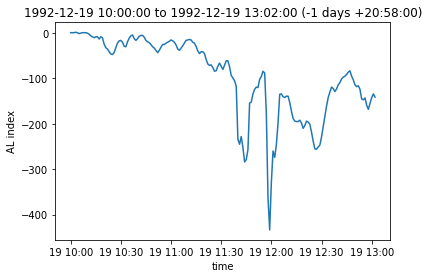 1992-12-19 10:00:00 to 1992-12-19 13:02:00 (-1 days +20:58:00)
0
−100
−200
−300
−400
AL index
19 10:00 19 10:30 19 11:00 19 11:30 19 12:00 19 12:30 19 13:00
time